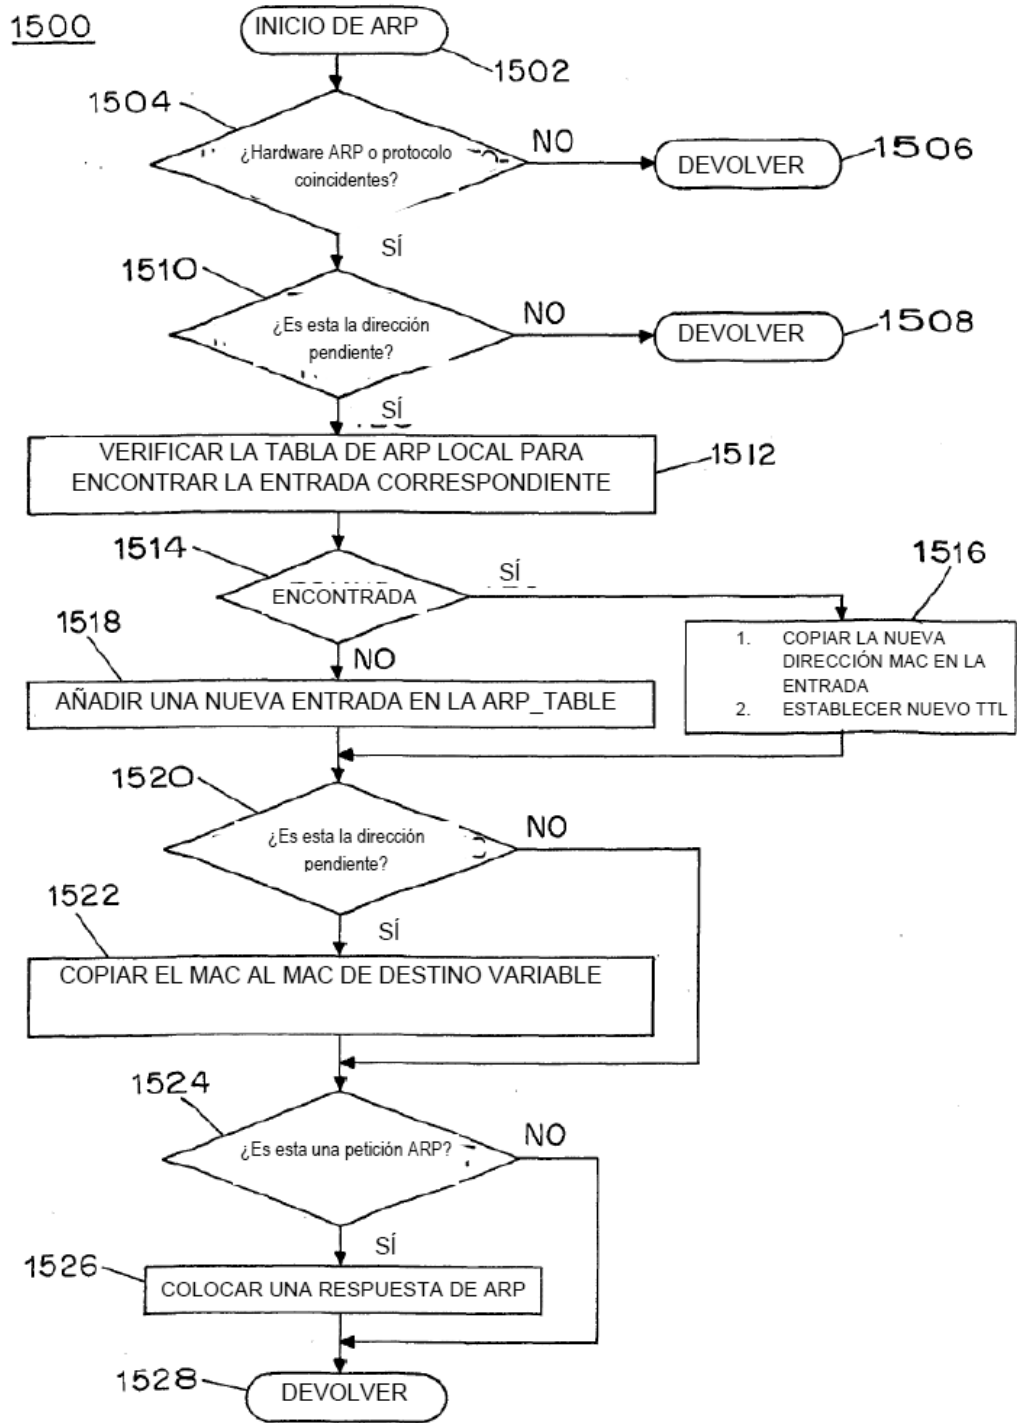 1500
INICIO DE ARP
1502
1504
¿Hardware ARP o protocolo
coincidentes?
NO
DEVOLVER
1506
SÍ
1510
¿Es esta la dirección
pendiente?
NO
DEVOLVER
1508
SÍ
VERIFICAR LA TABLA DE ARP LOCAL PARA
ENCONTRAR LA ENTRADA CORRESPONDIENTE
1512
1514
ENCONTRADA
SÍ
1516
1. COPIAR LA NUEVA
DIRECCIÓN MAC EN LA
ENTRADA
2. ESTABLECER NUEVO TTL
1518
NO
AÑADIR UNA NUEVA ENTRADA EN LA ARP_TABLE
1520
¿Es esta la dirección
pendiente?
NO
1522
SÍ
COPIAR EL MAC AL MAC DE DESTINO VARIABLE
1524
¿Es esta una petición ARP?
NO
SÍ
1526
COLOCAR UNA RESPUESTA DE ARP
1528
DEVOLVER